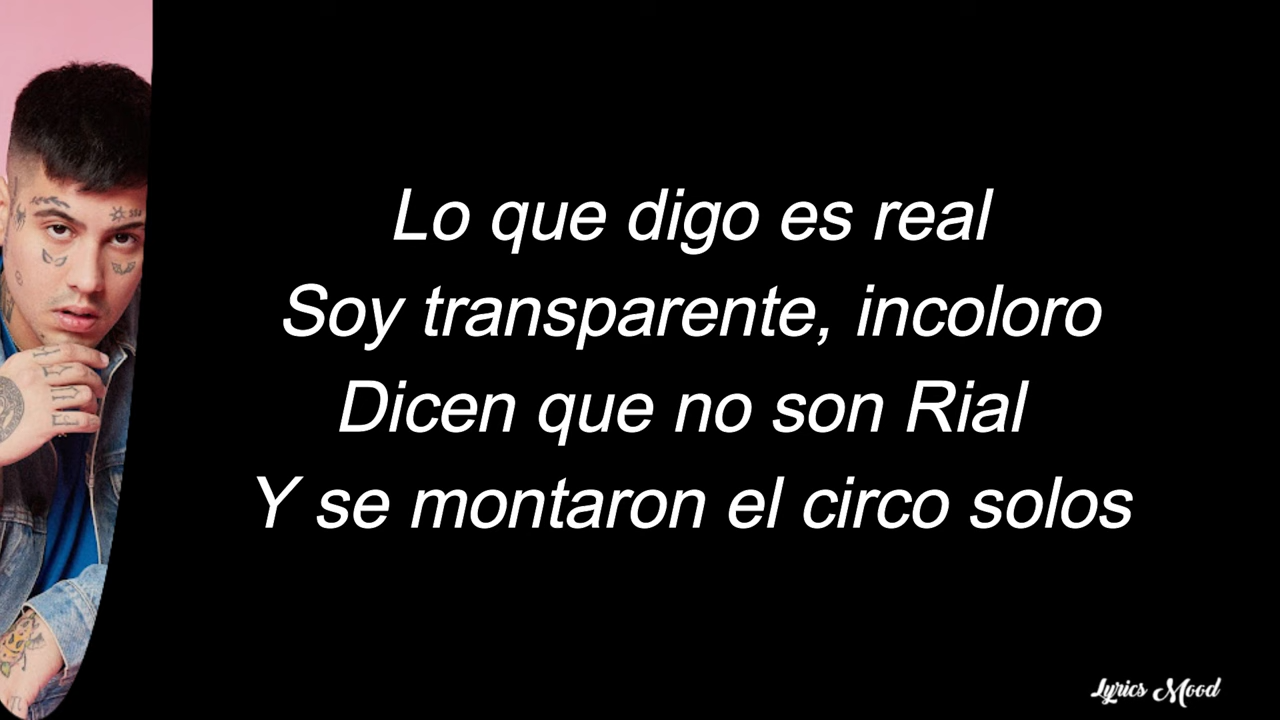 Lo que digo es real
Soy transparente, incoloro
Dicen que no son Rial
Y se montaron el circo solos
Lyrics Mood